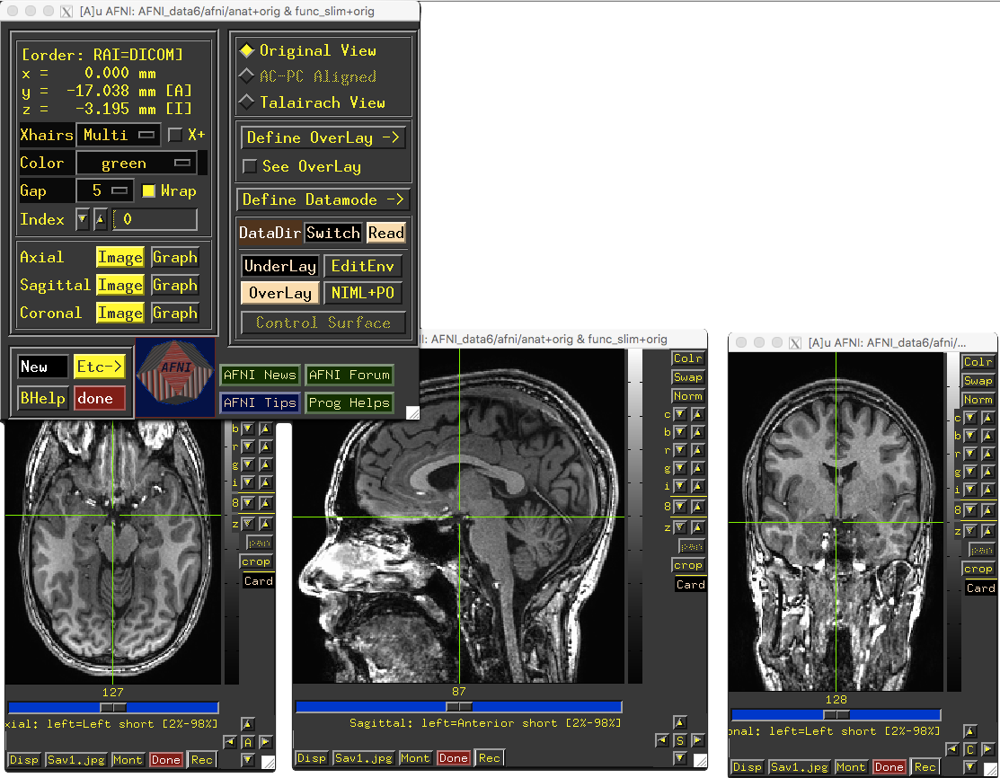 [A]u AFNI: AFNI_data6/afni/anat+orig & func_slim+orig
[order: RAI=DICOM]
x = 0.000 mm
y = -17.038 mm [A]
z = -3.195 mm [I]
Xhairs Multi X+
Color green
Gap 5 Wrap
Index 0
Axial Image Graph
Sagittal Image Graph
Coronal Image Graph
Original View
AC-PC Aligned
Talairach View
Define OverLay ->
See OverLay
Define Datamode ->
DataDir Switch Read
UnderLay EditEnv
OverLay NIML+PO
Control Surface
New Etc->
BHelp done
AFNI
AFNI News AFNI Forum
AFNI Tips Prog Helps
b
r
g
i
8
z
pen
crop
Card
127
xial: left=Left short [2%-98%]
A
Disp Sav1.jpg Mont Done Rec
I: AFNI_data6/afni/anat+orig & func_slim+orig
Colr
Swap
Norm
c
b
r
g
i
8
z
pen
crop
Card
87
Sagittal: left=Anterior short [2%-98%]
S
Disp Sav1.jpg Mont Done Rec
[A]u AFNI: AFNI_data6/afni/...
Colr
Swap
Norm
c
b
r
g
i
8
z
pen
crop
Card
128
onal: left=Left short [2%-98%]
C
Disp Sav1.jpg Mont Done Rec